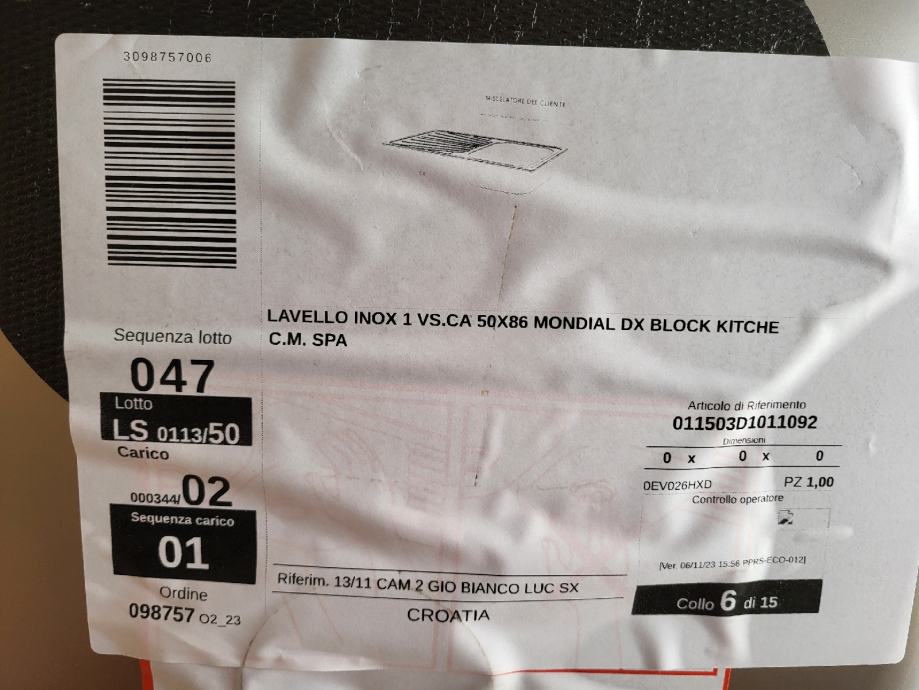 3098757006
MISCELATORE DEL CLIENTE
LAVELLO INOX 1 VS.CA 50X86 MONDIAL DX BLOCK KITCHE
C.M. SPA
Sequenza lotto
047
Lotto
LS 0113/50
Carico
000344/02
Sequenza carico
01
Ordine
098757 O2_23
Riferim. 13/11 CAM 2 GIO BIANCO LUC SX
CROATIA
Articolo di Riferimento
011503D1011092
Dimensioni
0 x 0 x 0
0EV026HXD PZ 1,00
Controllo operatore
[Ver. 06/11/23 15:56 PPRS-ECO-012]
Collo 6 di 15